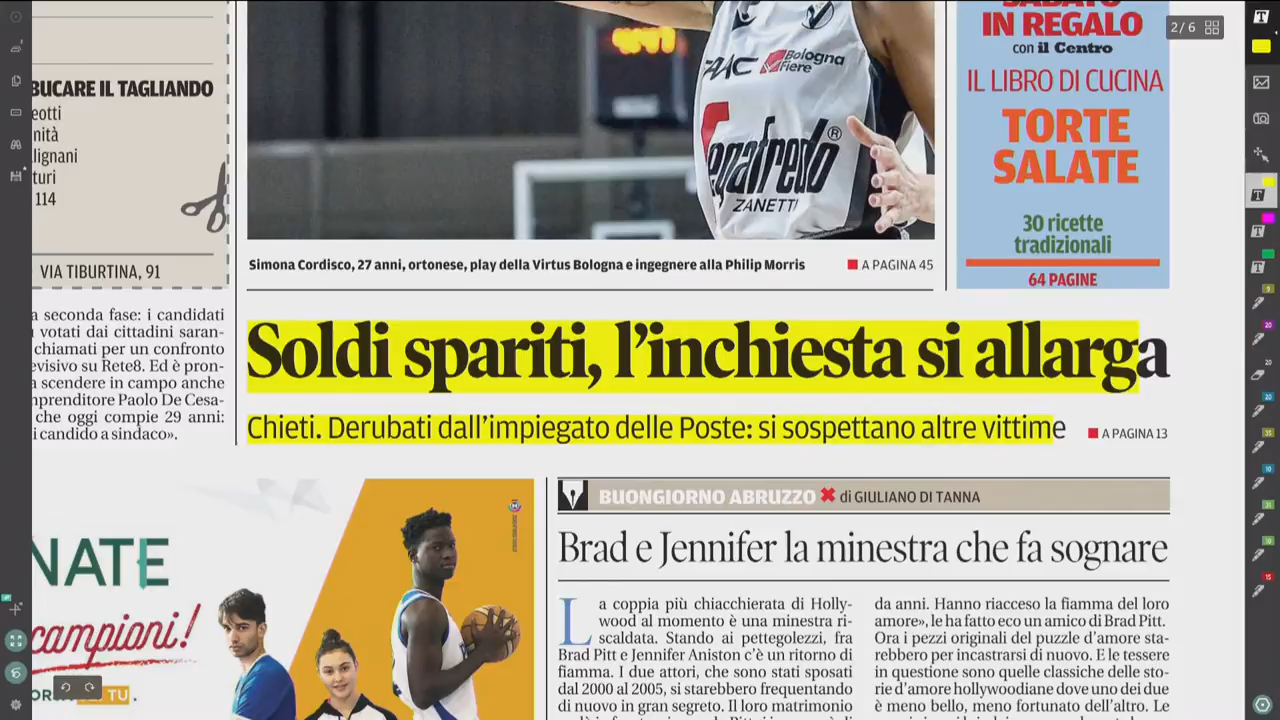 2 / 6
BUCARE IL TAGLIANDO
eotti
nità
lignani
turi
114
VIA TIBURTINA, 91
a seconda fase: i candidati
votati dai cittadini saran-
chiamati per un confronto
evisivo su Rete8. Ed è pron-
a scendere in campo anche
mprenditore Paolo De Cesa-
che oggi compie 29 anni:
i candido a sindaco».
Bologna
Fiere
egafredo®
ZANETTI
Simona Cordisco, 27 anni, ortonese, play della Virtus Bologna e ingegnere alla Philip Morris
A PAGINA 45
SABATO
IN REGALO
con il Centro
IL LIBRO DI CUCINA
TORTE
SALATE
30 ricette
tradizionali
64 PAGINE
Soldi spariti, l’inchiesta si allarga
Chieti. Derubati dall’impiegato delle Poste: si sospettano altre vittime
A PAGINA 13
NATE
campioni!
TU.
BUONGIORNO ABRUZZO ✖ di GIULIANO DI TANNA
Brad e Jennifer la minestra che fa sognare
La coppia più chiacchierata di Holly-
wood al momento è una minestra ri-
scaldata. Stando ai pettegolezzi, fra
Brad Pitt e Jennifer Aniston c’è un ritorno di
fiamma. I due attori, che sono stati sposati
dal 2000 al 2005, si starebbero frequentando
di nuovo in gran segreto. Il loro matrimonio
da anni. Hanno riacceso la fiamma del loro
amore», le ha fatto eco un amico di Brad Pitt.
Ora i pezzi originali del puzzle d’amore sta-
rebbero per incastrarsi di nuovo. E le tessere
in questione sono quelle classiche delle sto-
rie d’amore hollywoodiane dove uno dei due
è meno bello, meno fortunato dell’altro. Le